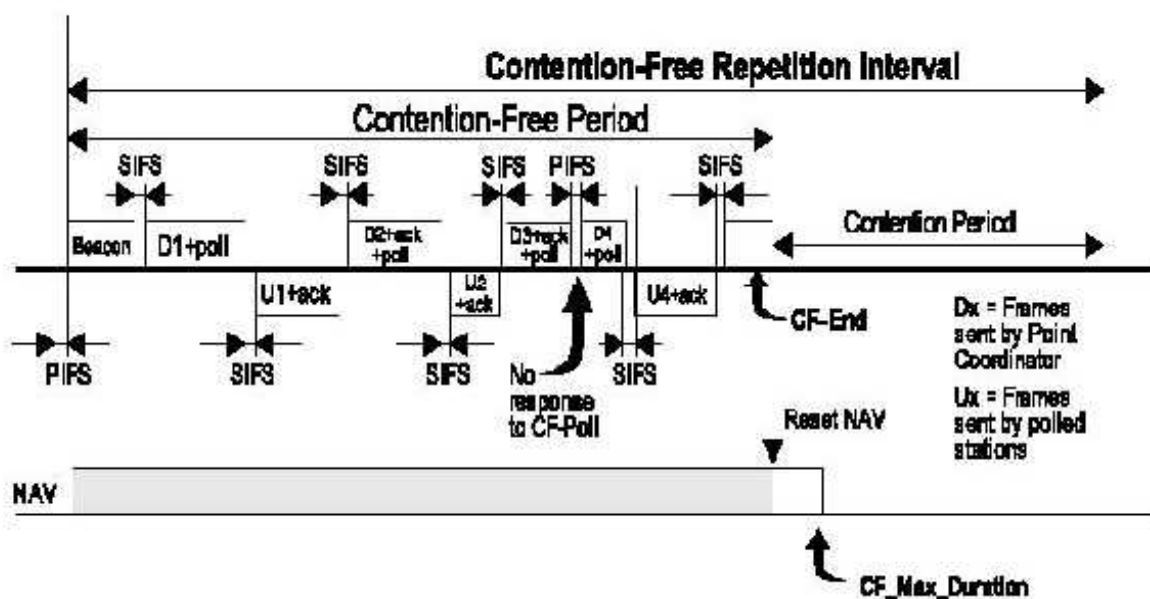 Contention-Free Repetition Interval
Contention-Free Period
SIFS
SIFS
SIFS
PIFS
SIFS
Beacon
D1+poll
D2+ack
+poll
D3+ack
+poll
D4
+poll
Contention Period
U1+ack
U2
+ack
U4+ack
CF-End
PIFS
SIFS
SIFS
No
response
to CF-Poll
SIFS
Dx = Frames
sent by Point
Coordinator
Ux = Frames
sent by polled
stations
Reset NAV
NAV
CF_Max_Duration